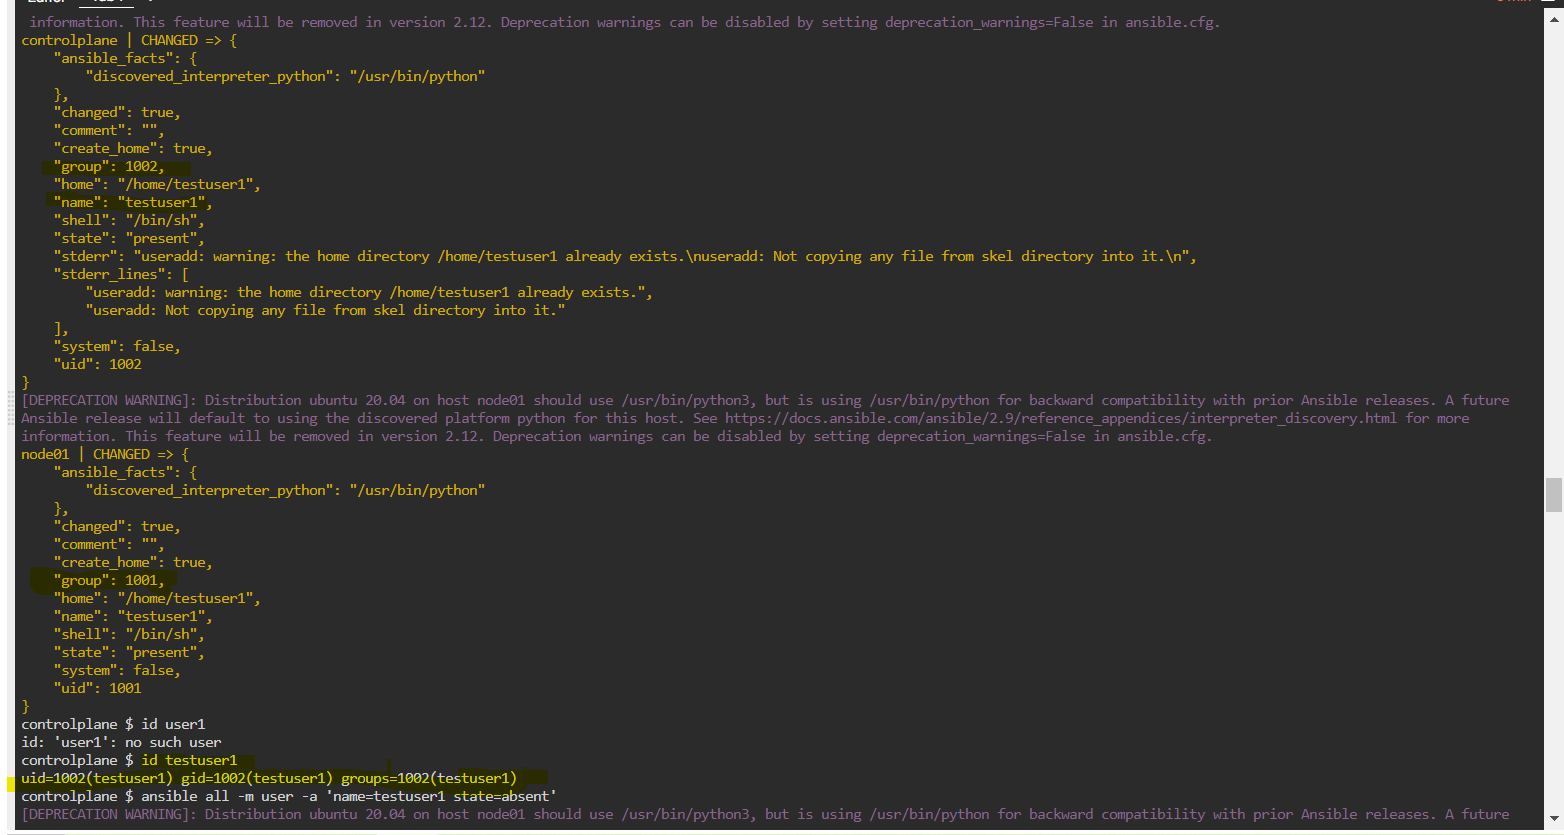 information. This feature will be removed in version 2.12. Deprecation warnings can be disabled by setting deprecation_warnings=False in ansible.cfg.
controlplane | CHANGED => {
    "ansible_facts": {
        "discovered_interpreter_python": "/usr/bin/python"
    },
    "changed": true,
    "comment": "",
    "create_home": true,
    "group": 1002,
    "home": "/home/testuser1",
    "name": "testuser1",
    "shell": "/bin/sh",
    "state": "present",
    "stderr": "useradd: warning: the home directory /home/testuser1 already exists.\nuseradd: Not copying any file from skel directory into it.\n",
    "stderr_lines": [
        "useradd: warning: the home directory /home/testuser1 already exists.",
        "useradd: Not copying any file from skel directory into it."
    ],
    "system": false,
    "uid": 1002
}
[DEPRECATION WARNING]: Distribution ubuntu 20.04 on host node01 should use /usr/bin/python3, but is using /usr/bin/python for backward compatibility with prior Ansible releases. A future
Ansible release will default to using the discovered platform python for this host. See https://docs.ansible.com/ansible/2.9/reference_appendices/interpreter_discovery.html for more
information. This feature will be removed in version 2.12. Deprecation warnings can be disabled by setting deprecation_warnings=False in ansible.cfg.
node01 | CHANGED => {
    "ansible_facts": {
        "discovered_interpreter_python": "/usr/bin/python"
    },
    "changed": true,
    "comment": "",
    "create_home": true,
    "group": 1001,
    "home": "/home/testuser1",
    "name": "testuser1",
    "shell": "/bin/sh",
    "state": "present",
    "system": false,
    "uid": 1001
}
controlplane $ id user1
id: 'user1': no such user
controlplane $ id testuser1
uid=1002(testuser1) gid=1002(testuser1) groups=1002(testuser1)
controlplane $ ansible all -m user -a 'name=testuser1 state=absent'
[DEPRECATION WARNING]: Distribution ubuntu 20.04 on host node01 should use /usr/bin/python3, but is using /usr/bin/python for backward compatibility with prior Ansible releases. A future